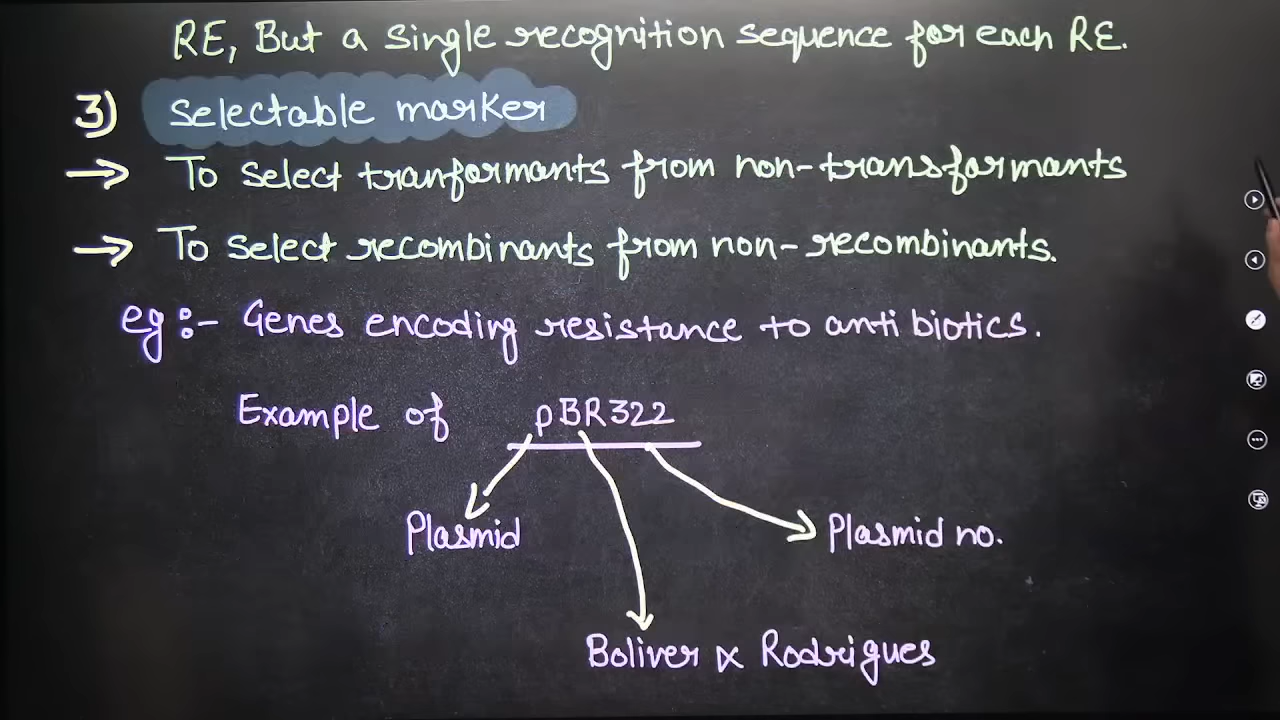 RE, But a single recognition sequence for each RE.
3) Selectable marker
→ To select tranformants from non-transformants
→ To select recombinants from non-recombinants.
eg:- Genes encoding resistance to antibiotics.
Example of pBR322
Plasmid
Plasmid no.
Boliver & Rodrigues